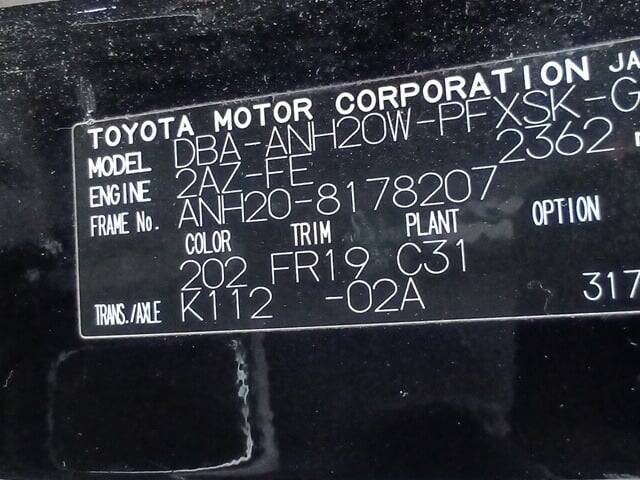 TOYOTA MOTOR CORPORATION JA
MODEL DBA-ANH20W-PFXSK-G
ENGINE 2AZ-FE 2362
FRAME No. ANH20-8178207
COLOR TRIM PLANT OPTION
202 FR19 C31
TRANS./AXLE K112 -02A 317